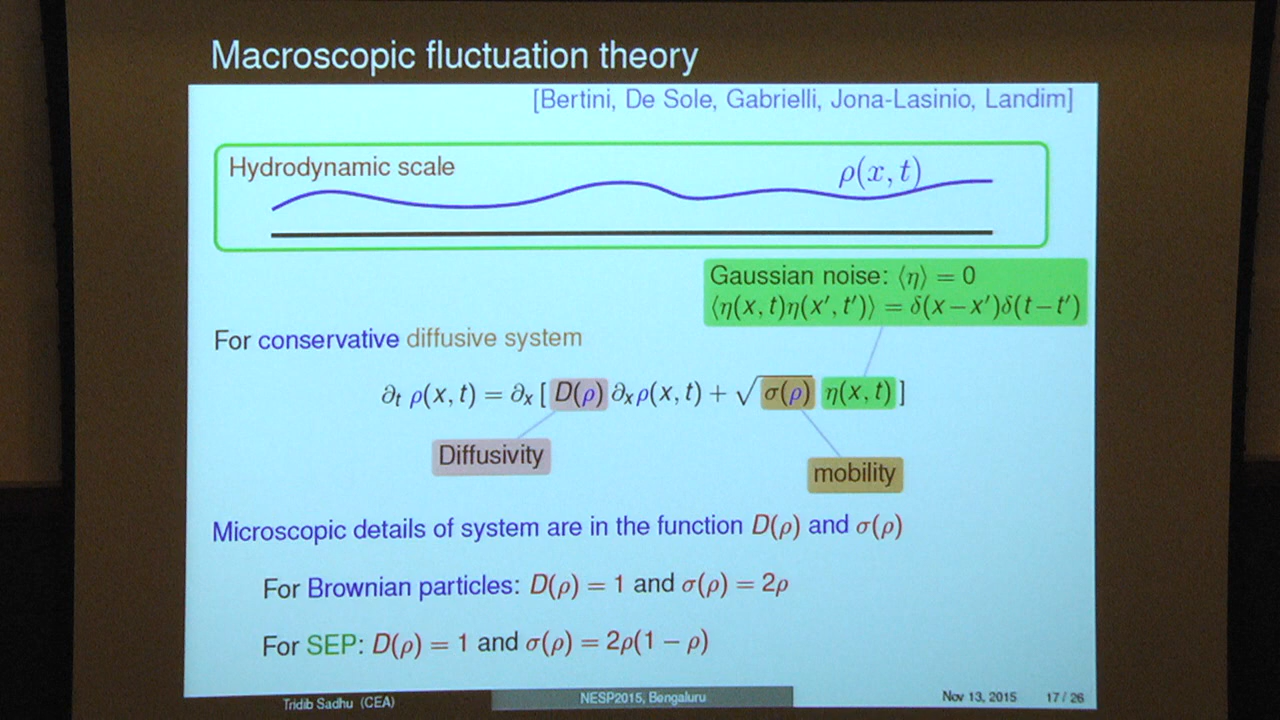 Macroscopic fluctuation theory
[Bertini, De Sole, Gabrielli, Jona-Lasinio, Landim]
Hydrodynamic scale
ρ(x, t)
Gaussian noise: ⟨η⟩ = 0
⟨η(x, t)η(x′, t′)⟩ = δ(x−x′)δ(t−t′)
For conservative diffusive system
∂t ρ(x, t) = ∂x [ D(ρ) ∂xρ(x, t) + √σ(ρ) η(x, t) ]
Diffusivity
mobility
Microscopic details of system are in the function D(ρ) and σ(ρ)
For Brownian particles: D(ρ) = 1 and σ(ρ) = 2ρ
For SEP: D(ρ) = 1 and σ(ρ) = 2ρ(1 − ρ)
Tridib Sadhu (CEA) NESP2015, Bengaluru Nov 13, 2015 17 / 26